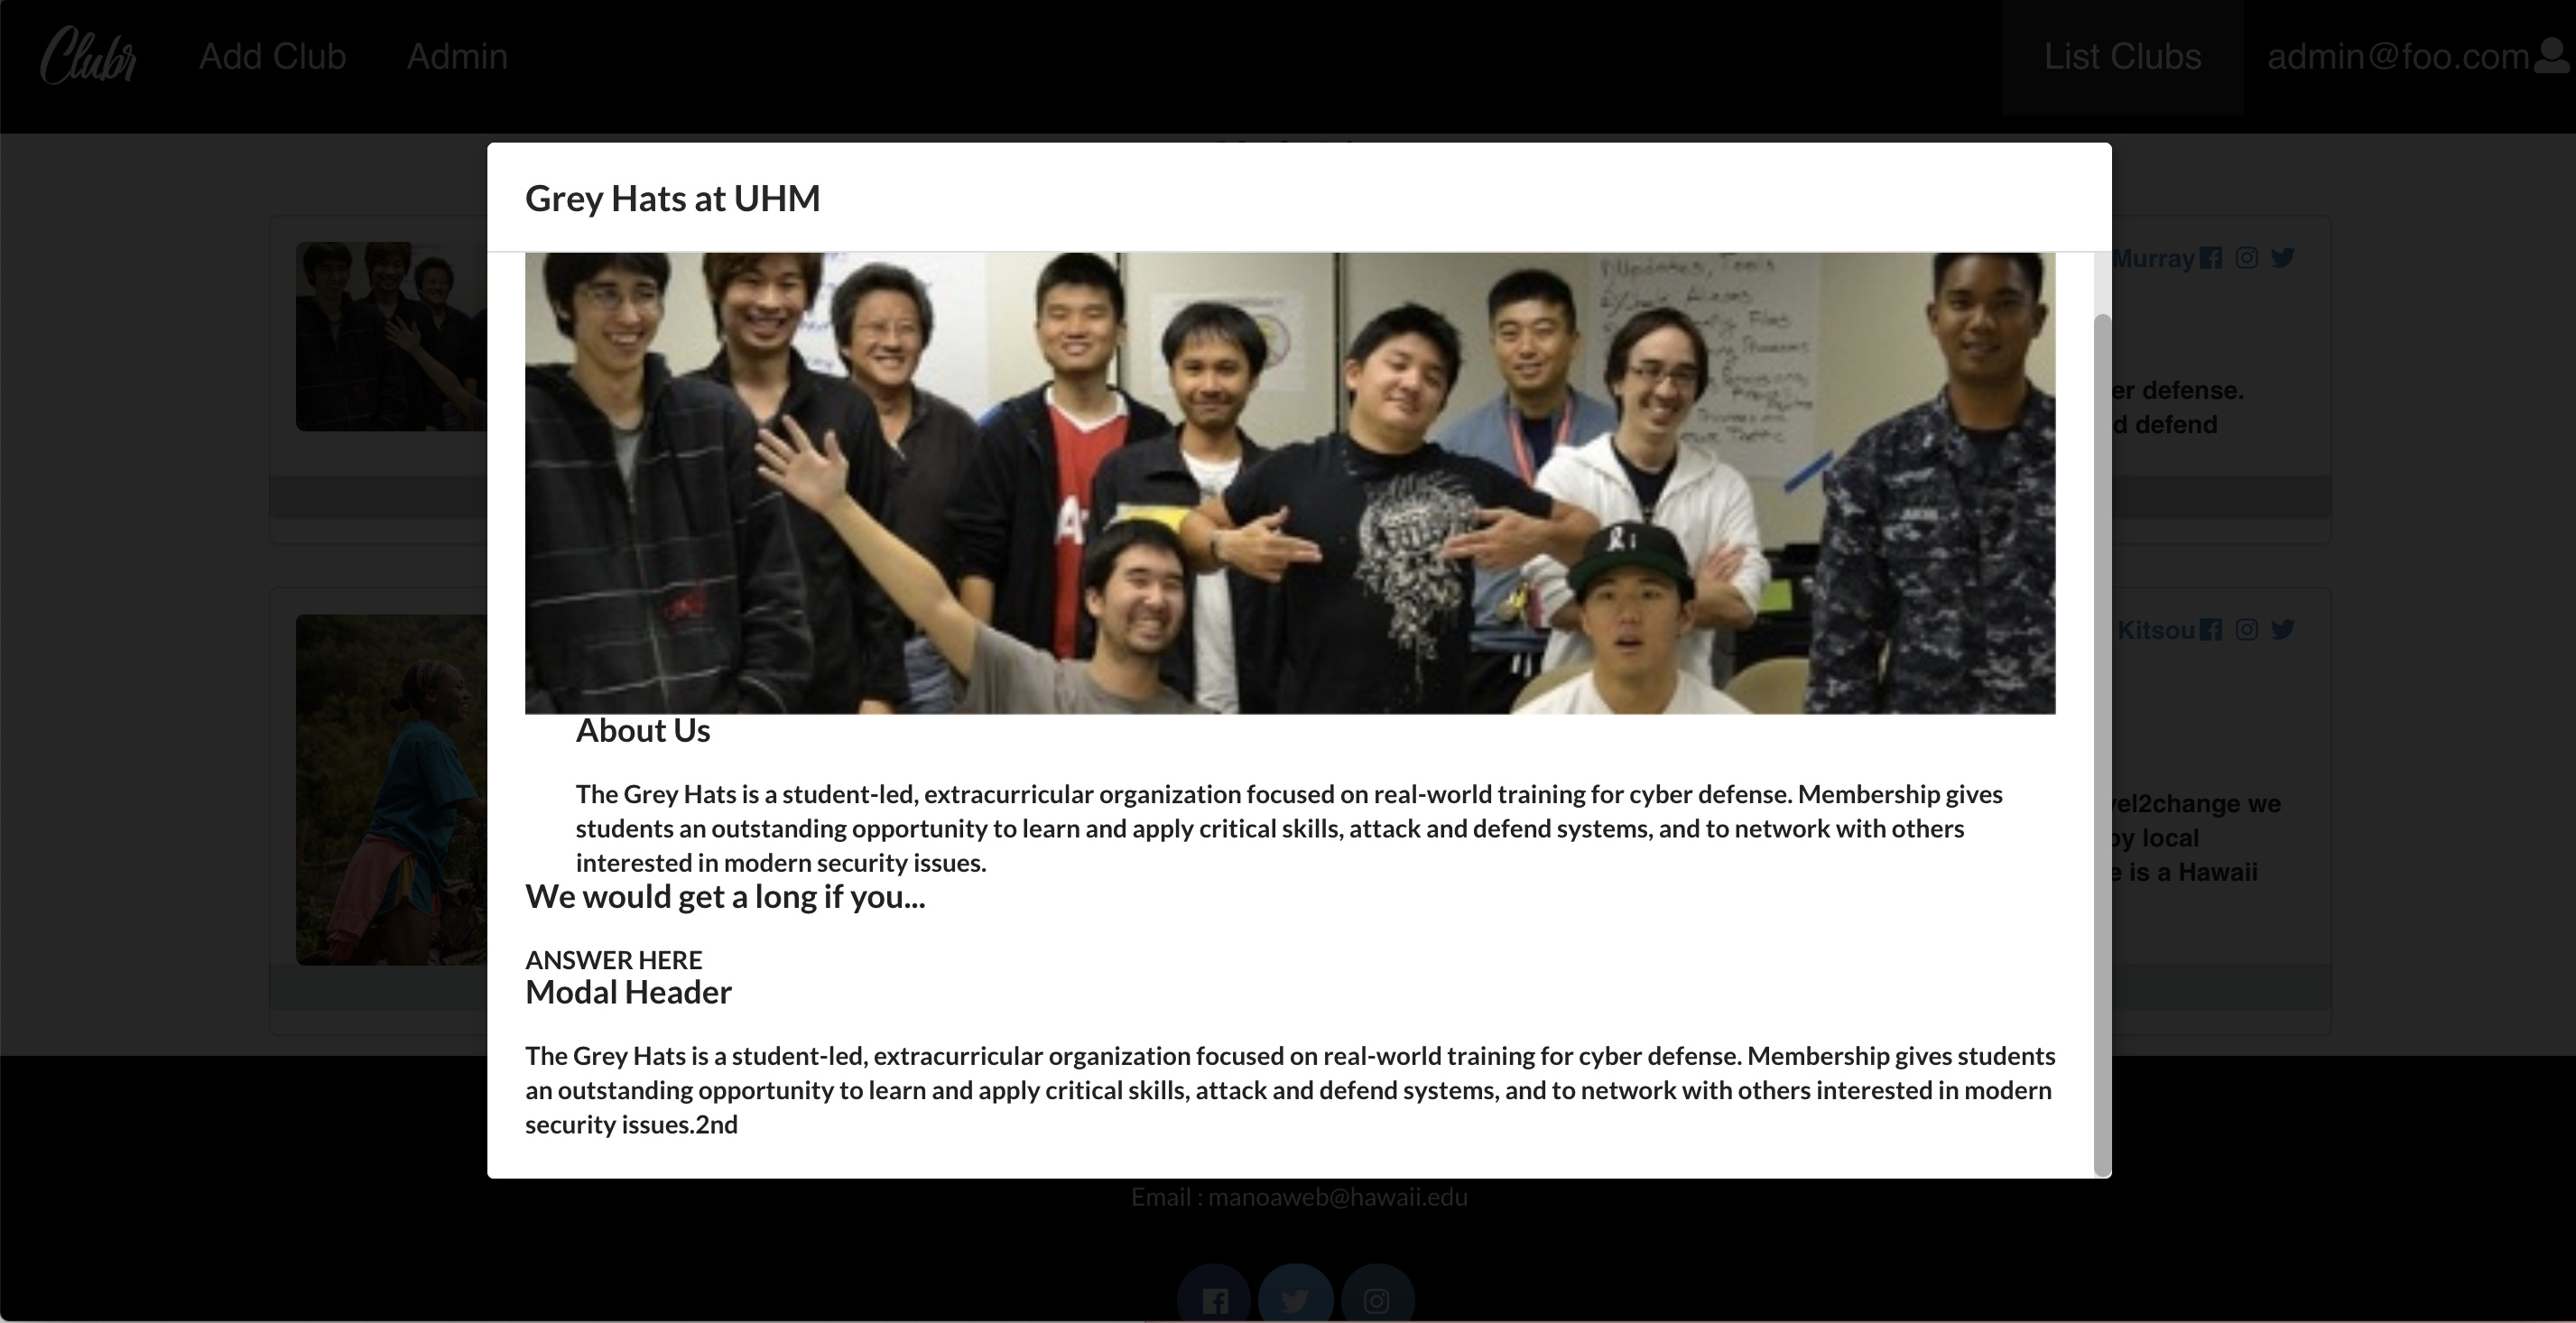 Clubr Add Club Admin List Clubs admin@foo.com
Grey Hats at UHM
Murray
er defense.
d defend
Updates, Tools
Aliases
Files
A
About Us
The Grey Hats is a student-led, extracurricular organization focused on real-world training for cyber defense. Membership gives
students an outstanding opportunity to learn and apply critical skills, attack and defend systems, and to network with others
interested in modern security issues.
We would get a long if you...
ANSWER HERE
Modal Header
The Grey Hats is a student-led, extracurricular organization focused on real-world training for cyber defense. Membership gives students
an outstanding opportunity to learn and apply critical skills, attack and defend systems, and to network with others interested in modern
security issues.2nd
Kitsou
vel2change we
by local
e is a Hawaii
Email : manoaweb@hawaii.edu